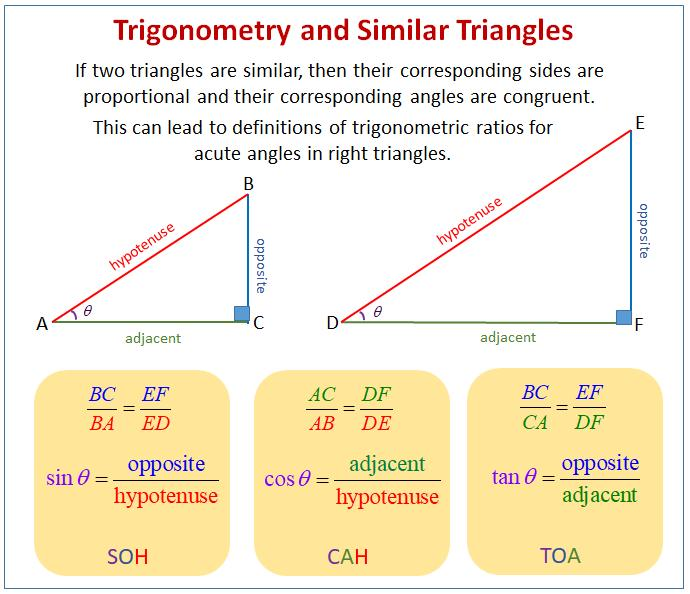 Trigonometry and Similar Triangles
If two triangles are similar, then their corresponding sides are
proportional and their corresponding angles are congruent.
This can lead to definitions of trigonometric ratios for
acute angles in right triangles.
B
hypotenuse
opposite
A
θ
C
adjacent
E
hypotenuse
opposite
D
θ
F
adjacent
BC/BA = EF/ED
sin θ = opposite/hypotenuse
SOH
AC/AB = DF/DE
cos θ = adjacent/hypotenuse
CAH
BC/CA = EF/DF
tan θ = opposite/adjacent
TOA